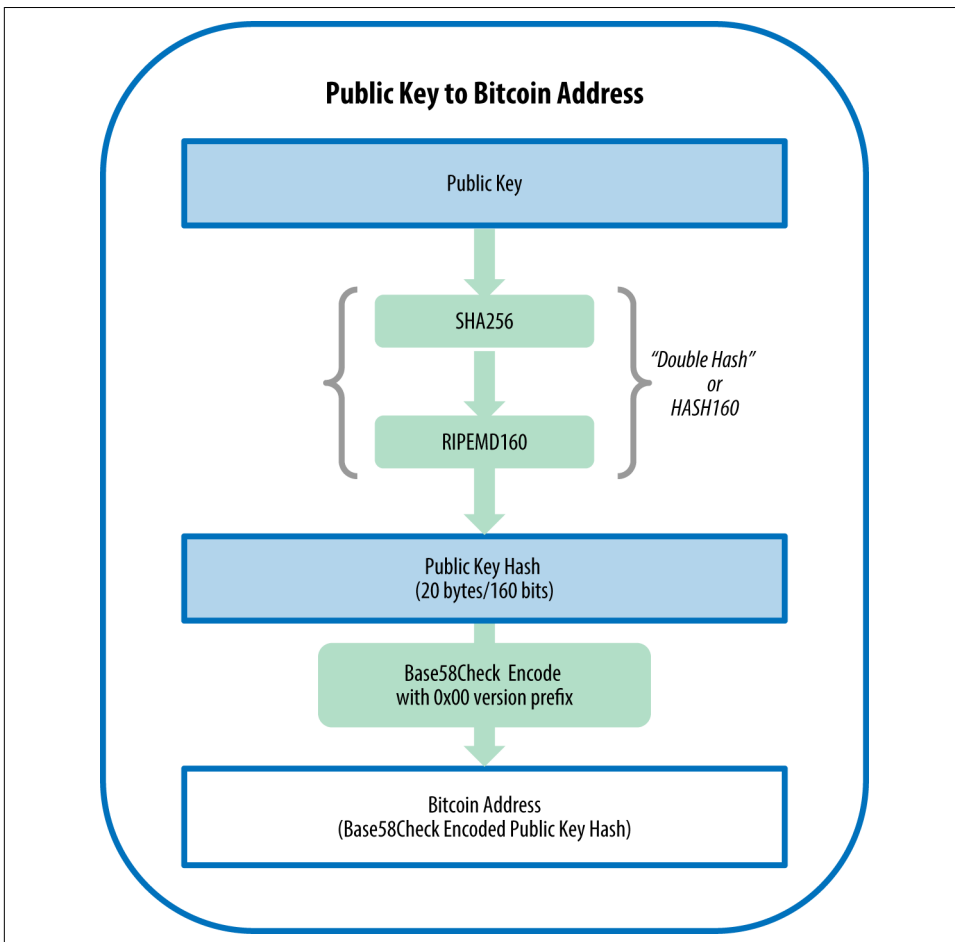 Public Key to Bitcoin Address
Public Key
SHA256
RIPEMD160
“Double Hash”
or
HASH160
Public Key Hash
(20 bytes/160 bits)
Base58Check Encode
with 0x00 version prefix
Bitcoin Address
(Base58Check Encoded Public Key Hash)